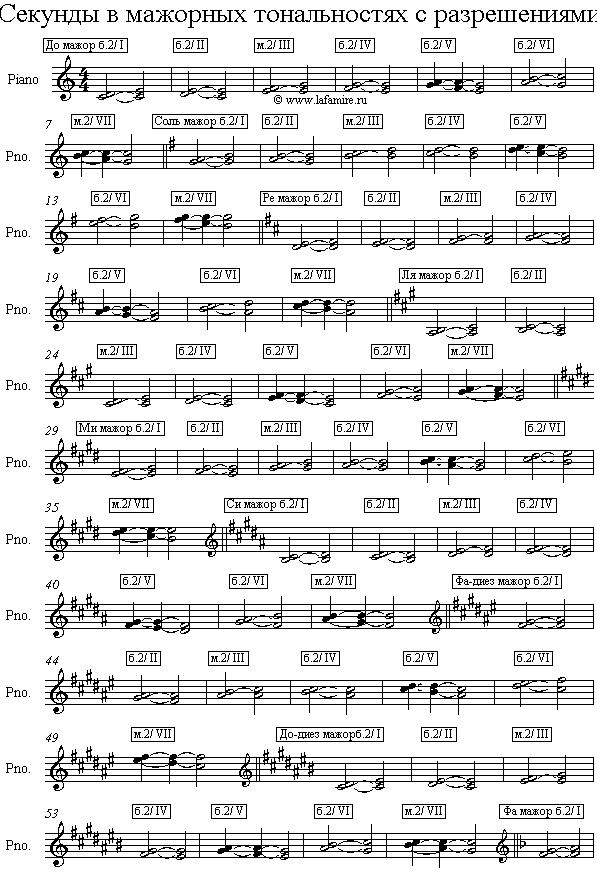 Секунды в мажорных тональностях с разрешениями
До мажор б.2/ I б.2/ II м.2/ III б.2/ IV б.2/ V б.2/ VI
Piano
© www.lafamire.ru
7 м.2/ VII Соль мажор б.2/ I б.2/ II м.2/ III б.2/ IV б.2/ V
Pno.
13 б.2/ VI м.2/ VII Ре мажор б.2/ I б.2/ II м.2/ III б.2/ IV
Pno.
19 б.2/ V б.2/ VI м.2/ VII Ля мажор б.2/ I б.2/ II
Pno.
24 м.2/ III б.2/ IV б.2/ V б.2/ VI м.2/ VII
Pno.
29 Ми мажор б.2/ I б.2/ II м.2/ III б.2/ IV б.2/ V б.2/ VI
Pno.
35 м.2/ VII Си мажор б.2/ I б.2/ II м.2/ III б.2/ IV
Pno.
40 б.2/ V б.2/ VI м.2/ VII Фа-диез мажор б.2/ I
Pno.
44 б.2/ II м.2/ III б.2/ IV б.2/ V б.2/ VI
Pno.
49 м.2/ VII До-диез мажорб.2/ I б.2/ II м.2/ III
Pno.
53 б.2/ IV б.2/ V б.2/ VI м.2/ VII Фа мажор б.2/ I
Pno.